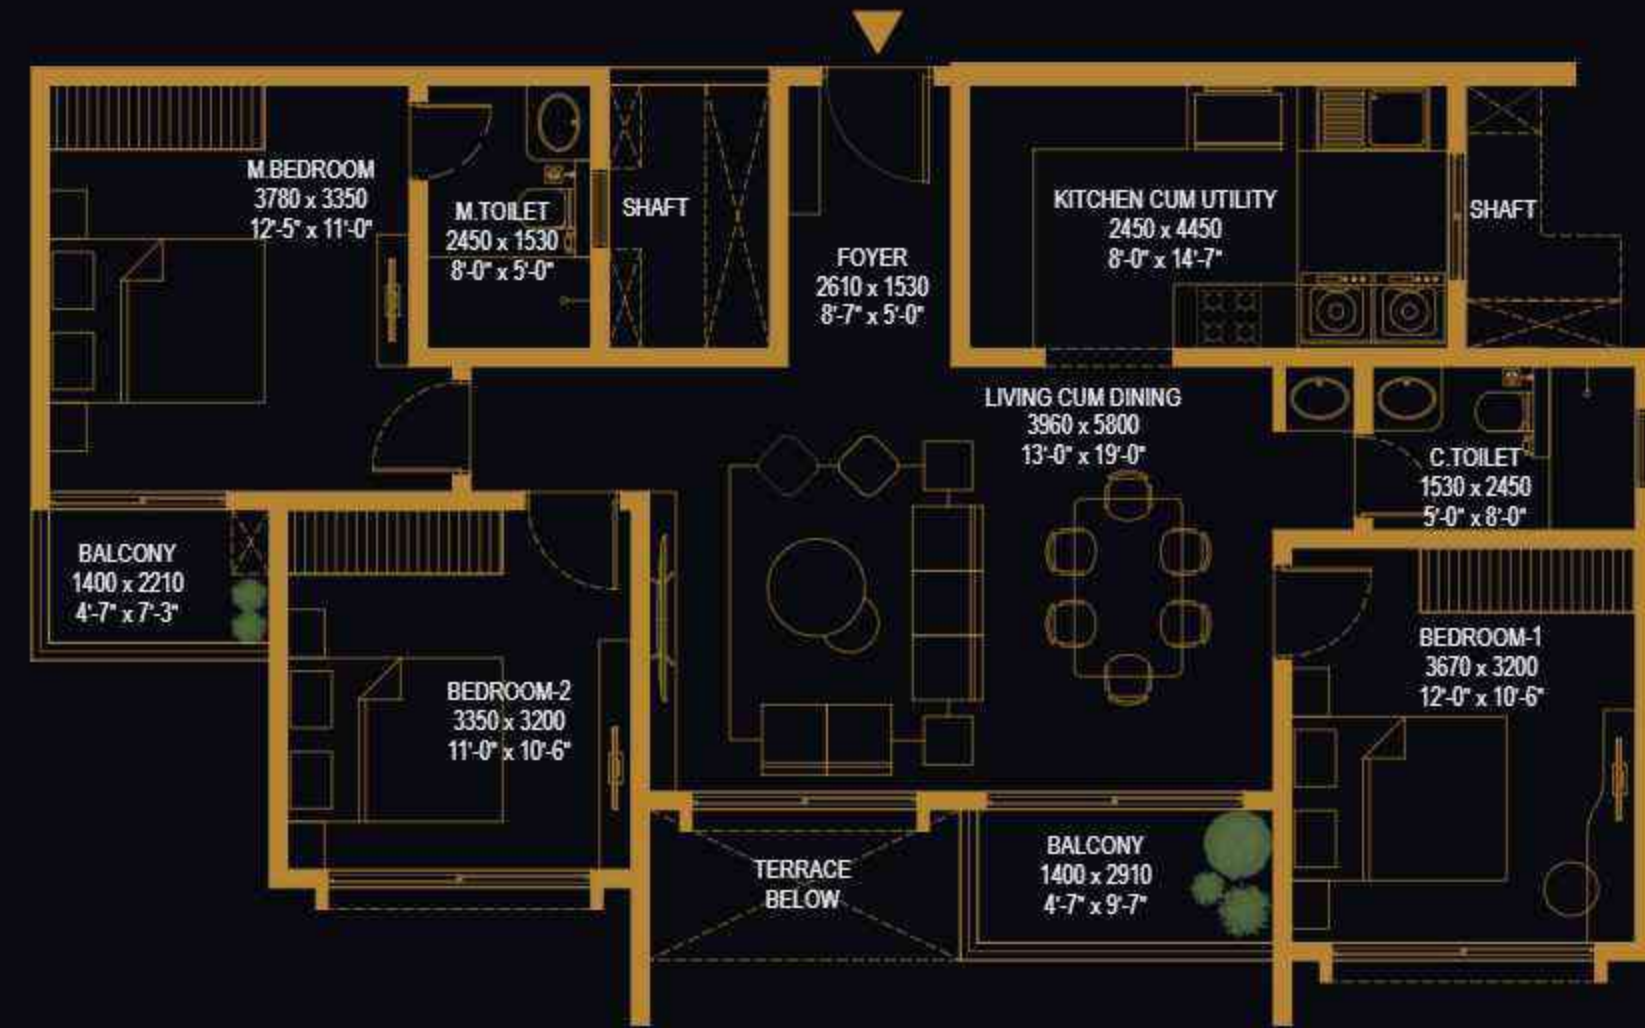 M.BEDROOM
3780 x 3350
12'-5" x 11'-0"
M.TOILET
2450 x 1530
8'-0" x 5'-0"
SHAFT
FOYER
2610 x 1530
8'-7" x 5'-0"
KITCHEN CUM UTILITY
2450 x 4450
8'-0" x 14'-7"
SHAFT
LIVING CUM DINING
3960 x 5800
13'-0" x 19'-0"
C.TOILET
1530 x 2450
5'-0" x 8'-0"
BALCONY
1400 x 2210
4'-7" x 7'-3"
BEDROOM-2
3350 x 3200
11'-0" x 10'-6"
BEDROOM-1
3670 x 3200
12'-0" x 10'-6"
TERRACE
BELOW
BALCONY
1400 x 2910
4'-7" x 9'-7"